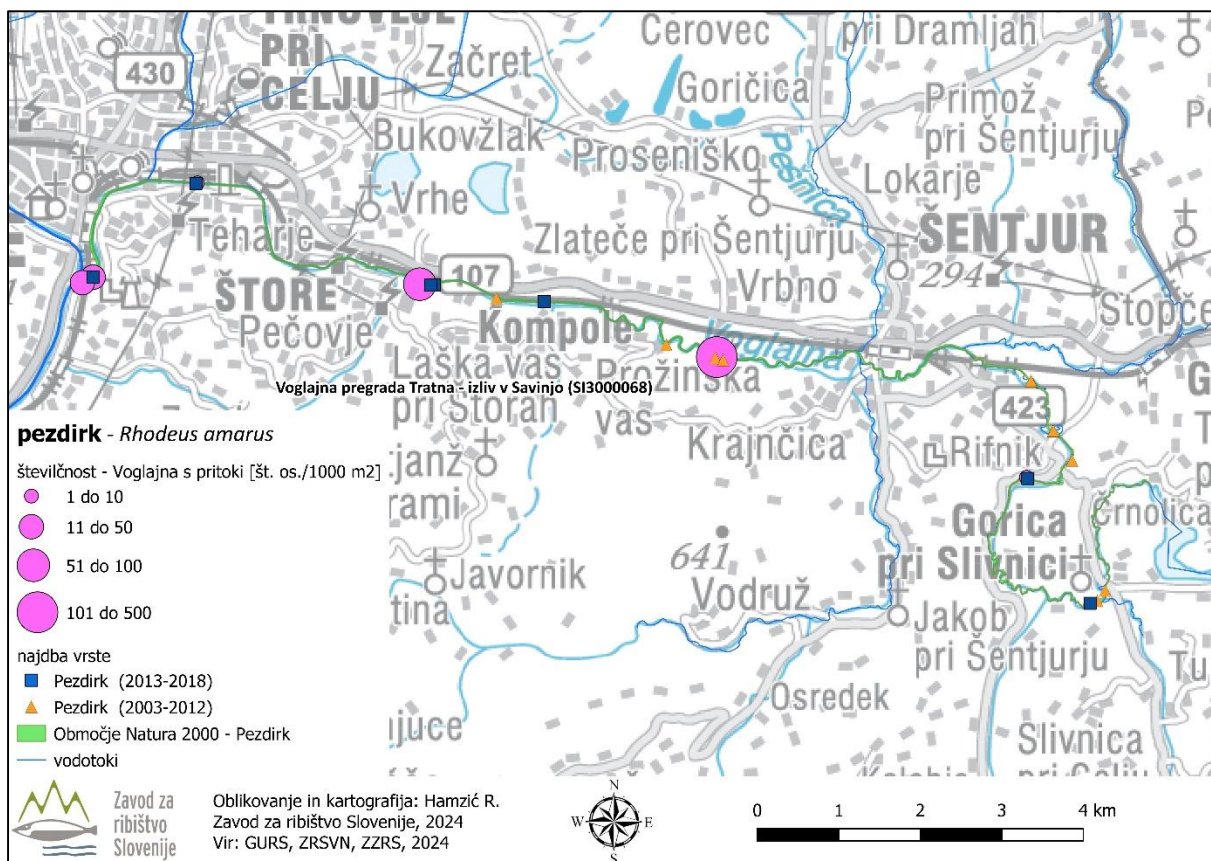 TRNOVLJE
PRI
CELJU
430
Začret
Cerovec
pri Dramljah
Goričica
Primož
pri Šentjurju
Bukovžlak
Proseniško
Pešnica
Lokarje
Vrhe
Teharje
Zlateče pri Šentjurju
ŠENTJUR
294
107
ŠTORE
Vrbno
Pečovje
Kompole
Voglajna
Laška vas
pri Štorah
Prožinska
vas
423
Voglajna pregrada Tratna - izliv v Savinjo (SI3000068)
Krajnčica
Rifnik
Gorica
pri Slivnici
641
Javornik
Vodruž
Jakob
pri Šentjurju
Osredek
Slivnica
pezdirk - Rhodeus amarus
številčnost - Voglajna s pritoki [št. os./1000 m2]
1 do 10
11 do 50
51 do 100
101 do 500
najdba vrste
Pezdirk (2013-2018)
Pezdirk (2003-2012)
Območje Natura 2000 - Pezdirk
vodotoki
Zavod za
ribištvo
Slovenije
Oblikovanje in kartografija: Hamzić R.
Zavod za ribištvo Slovenije, 2024
Vir: GURS, ZRSVN, ZZRS, 2024
N
W E
S
0 1 2 3 4 km